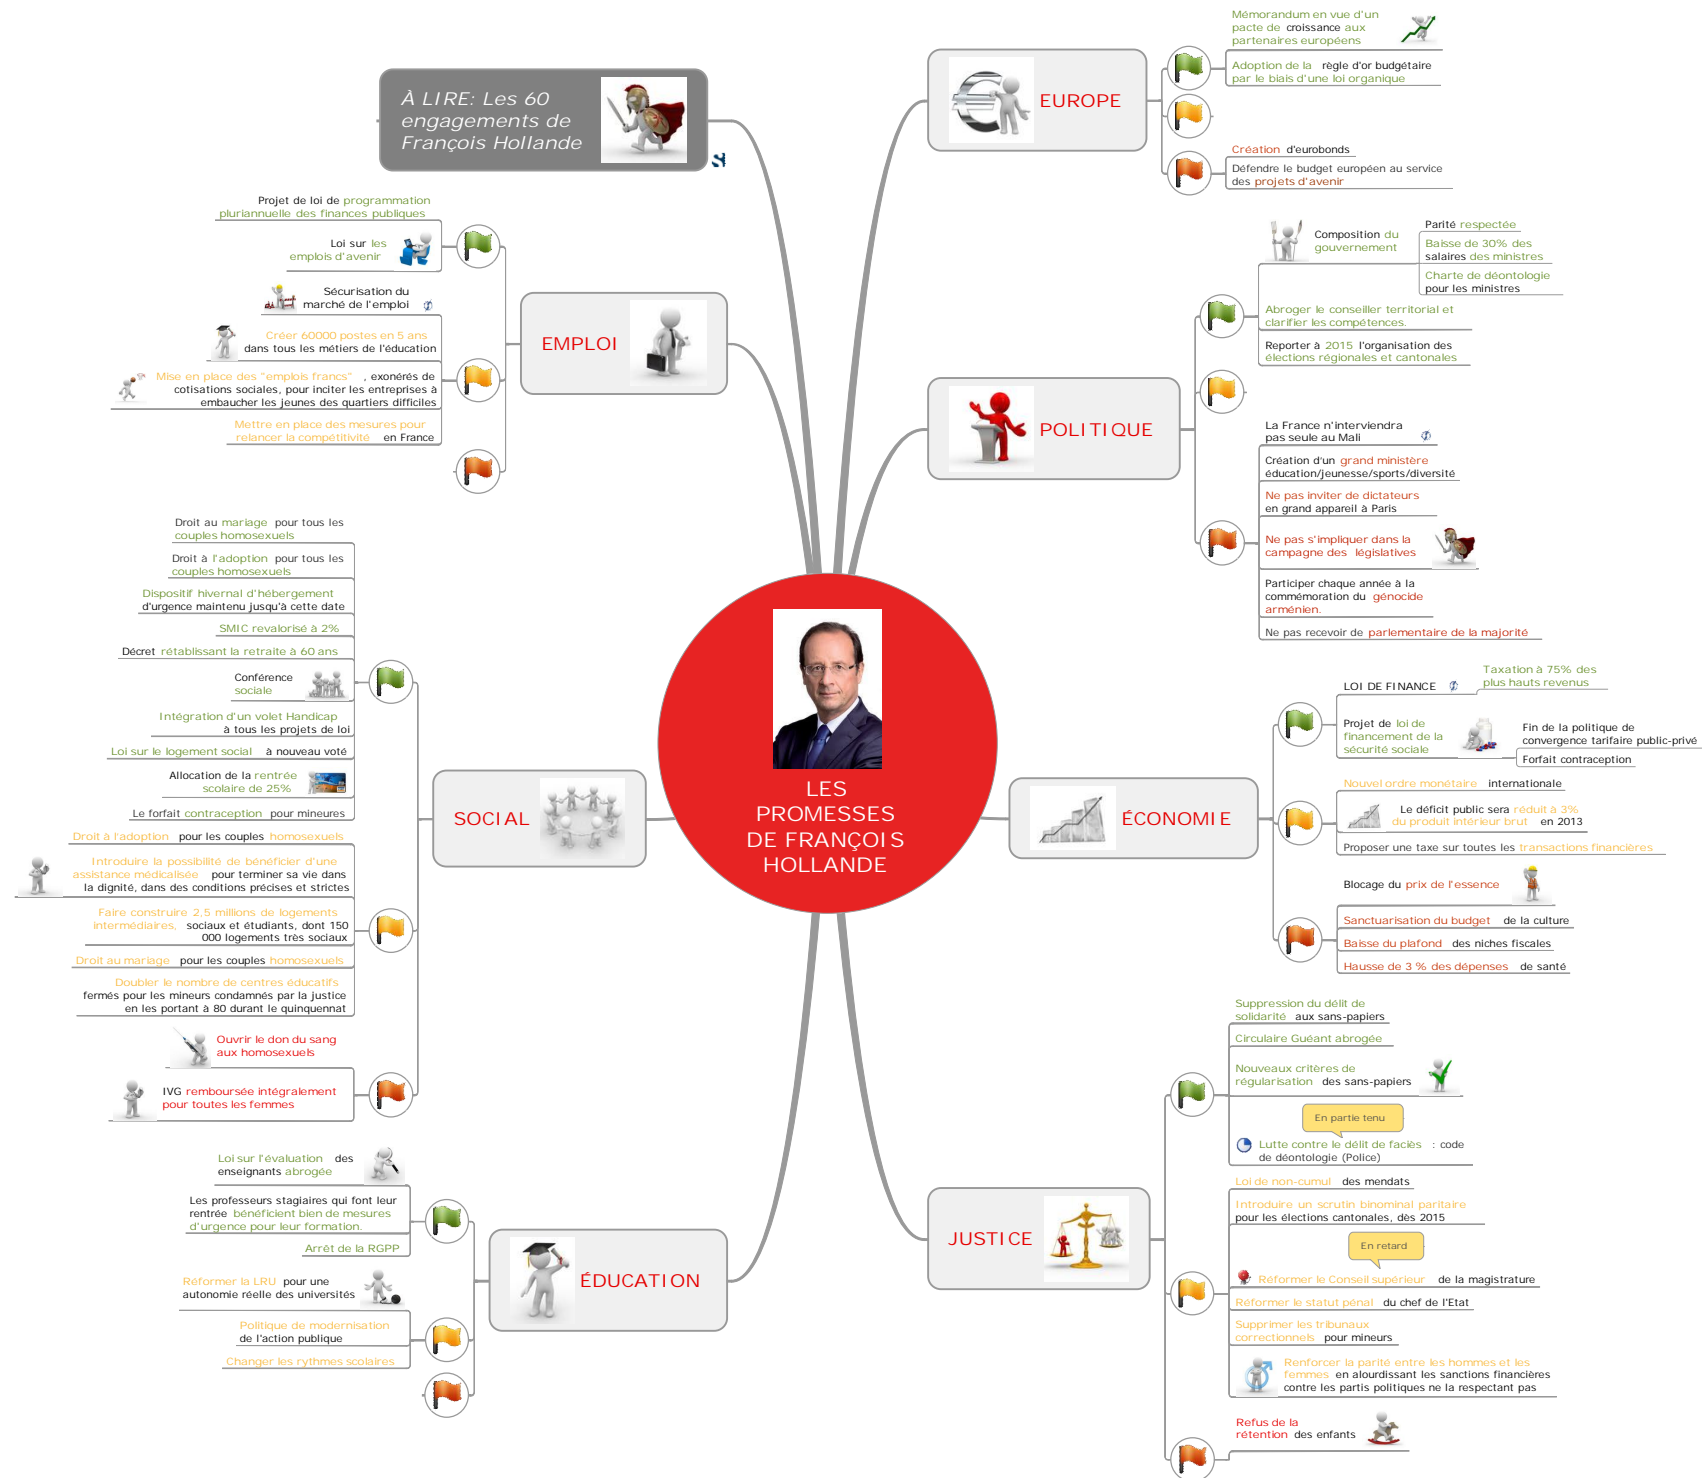 À LIRE: Les 60
engagements de
François Hollande
LES
PROMESSES
DE FRANÇOIS
HOLLANDE
EUROPE
Mémorandum en vue d'un
pacte de croissance aux
partenaires européens
Adoption de la règle d'or budgétaire
par le biais d'une loi organique
Création d'eurobonds
Défendre le budget européen au service
des projets d'avenir
POLITIQUE
Composition du
gouvernement
Parité respectée
Baisse de 30% des
salaires des ministres
Charte de déontologie
pour les ministres
Abroger le conseiller territorial et
clarifier les compétences.
Reporter à 2015 l'organisation des
élections régionales et cantonales
La France n'interviendra
pas seule au Mali
Création d'un grand ministère
éducation/jeunesse/sports/diversité
Ne pas inviter de dictateurs
en grand appareil à Paris
Ne pas s'impliquer dans la
campagne des législatives
Participer chaque année à la
commémoration du génocide
arménien.
Ne pas recevoir de parlementaire de la majorité
ÉCONOMIE
LOI DE FINANCE
Taxation à 75% des
plus hauts revenus
Projet de loi de
financement de la
sécurité sociale
Fin de la politique de
convergence tarifaire public-privé
Forfait contraception
Nouvel ordre monétaire internationale
Le déficit public sera réduit à 3%
du produit intérieur brut en 2013
Proposer une taxe sur toutes les transactions financières
Blocage du prix de l'essence
Sanctuarisation du budget de la culture
Baisse du plafond des niches fiscales
Hausse de 3 % des dépenses de santé
JUSTICE
Suppression du délit de
solidarité aux sans-papiers
Circulaire Guéant abrogée
Nouveaux critères de
régularisation des sans-papiers
En partie tenu
Lutte contre le délit de faciès : code
de déontologie (Police)
Loi de non-cumul des mendats
Introduire un scrutin binominal paritaire
pour les élections cantonales, dès 2015
En retard
Réformer le Conseil supérieur de la magistrature
Réformer le statut pénal du chef de l'Etat
Supprimer les tribunaux
correctionnels pour mineurs
Renforcer la parité entre les hommes et les
femmes en alourdissant les sanctions financières
contre les partis politiques ne la respectant pas
Refus de la
rétention des enfants
EMPLOI
Projet de loi de programmation
pluriannuelle des finances publiques
Loi sur les
emplois d'avenir
Sécurisation du
marché de l'emploi
Créer 60000 postes en 5 ans
dans tous les métiers de l'éducation
Mise en place des "emplois francs" , exonérés de
cotisations sociales, pour inciter les entreprises à
embaucher les jeunes des quartiers difficiles
Mettre en place des mesures pour
relancer la compétitivité en France
SOCIAL
Droit au mariage pour tous les
couples homosexuels
Droit à l'adoption pour tous les
couples homosexuels
Dispositif hivernal d'hébergement
d'urgence maintenu jusqu'à cette date
SMIC revalorisé à 2%
Décret rétablissant la retraite à 60 ans
Conférence
sociale
Intégration d'un volet Handicap
à tous les projets de loi
Loi sur le logement social à nouveau voté
Allocation de la rentrée
scolaire de 25%
Le forfait contraception pour mineures
Droit à l'adoption pour les couples homosexuels
Introduire la possibilité de bénéficier d'une
assistance médicalisée pour terminer sa vie dans
la dignité, dans des conditions précises et strictes
Faire construire 2,5 millions de logements
intermédiaires, sociaux et étudiants, dont 150
000 logements très sociaux
Droit au mariage pour les couples homosexuels
Doubler le nombre de centres éducatifs
fermés pour les mineurs condamnés par la justice
en les portant à 80 durant le quinquennat
Ouvrir le don du sang
aux homosexuels
IVG remboursée intégralement
pour toutes les femmes
ÉDUCATION
Loi sur l'évaluation des
enseignants abrogée
Les professeurs stagiaires qui font leur
rentrée bénéficient bien de mesures
d'urgence pour leur formation.
Arrêt de la RGPP
Réformer la LRU pour une
autonomie réelle des universités
Politique de modernisation
de l'action publique
Changer les rythmes scolaires